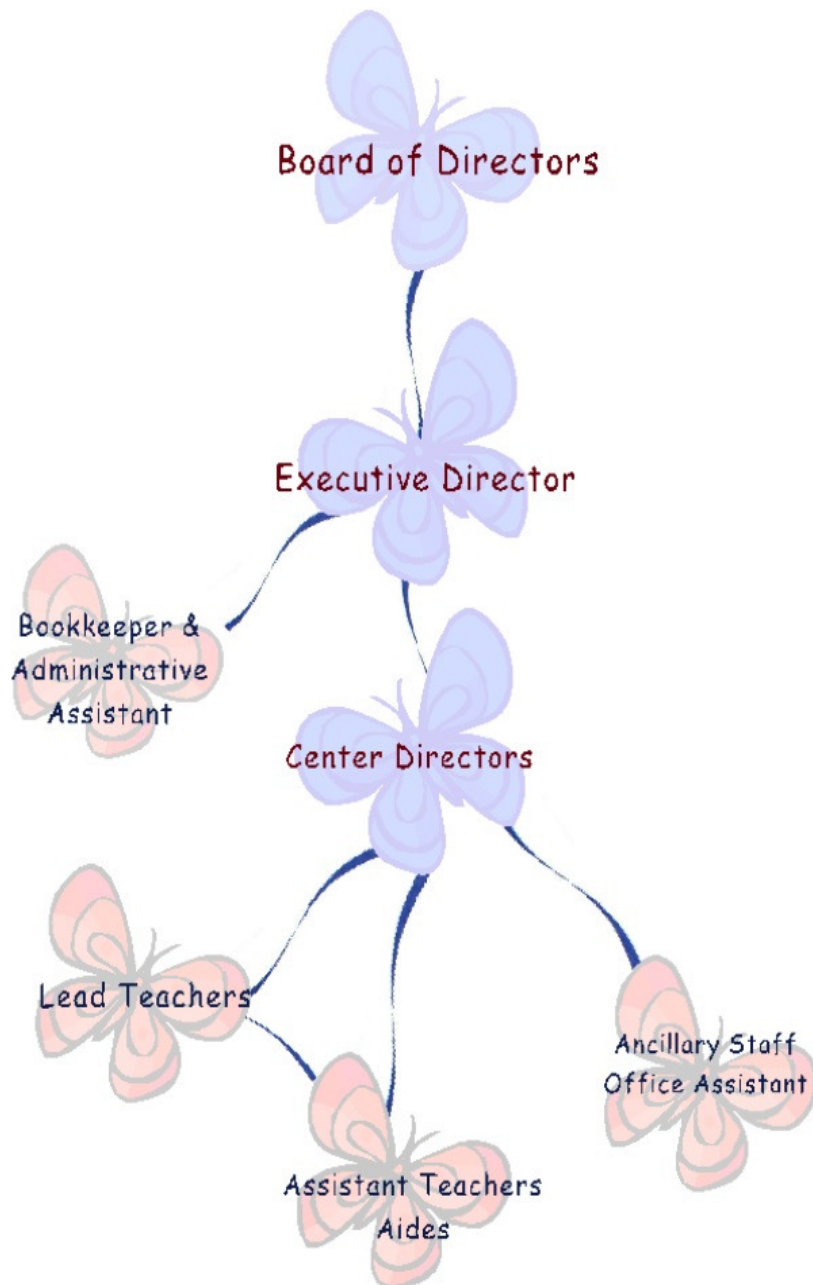 Board of Directors
Executive Director
Bookkeeper &
Administrative
Assistant
Center Directors
Lead Teachers
Ancillary Staff
Office Assistant
Assistant Teachers
Aides